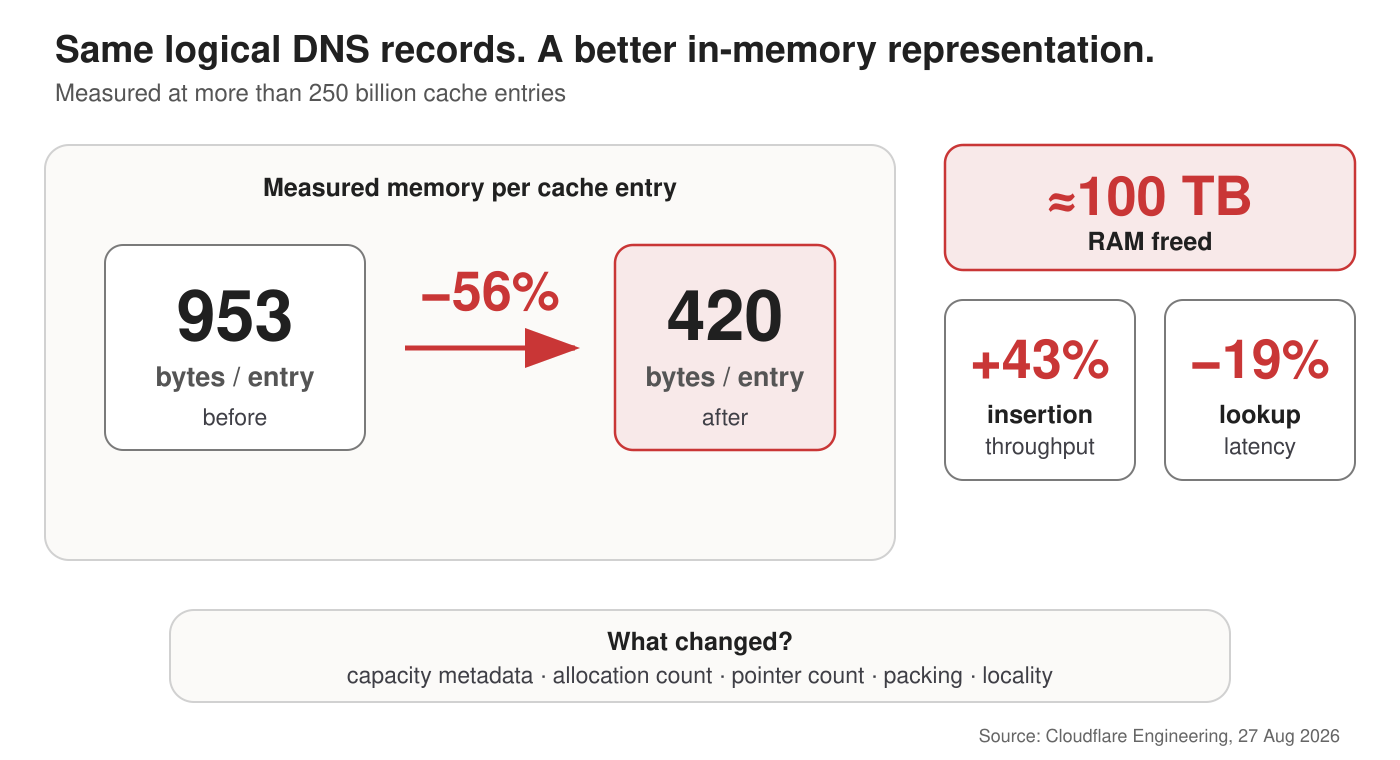 Same logical DNS records. A better in-memory representation.
Measured at more than 250 billion cache entries
Measured memory per cache entry
953
bytes / entry
before
–56%
420
bytes / entry
after
≈100 TB
RAM freed
+43%
insertion
throughput
–19%
lookup
latency
What changed?
capacity metadata · allocation count · pointer count · packing · locality
Source: Cloudflare Engineering, 27 Aug 2026